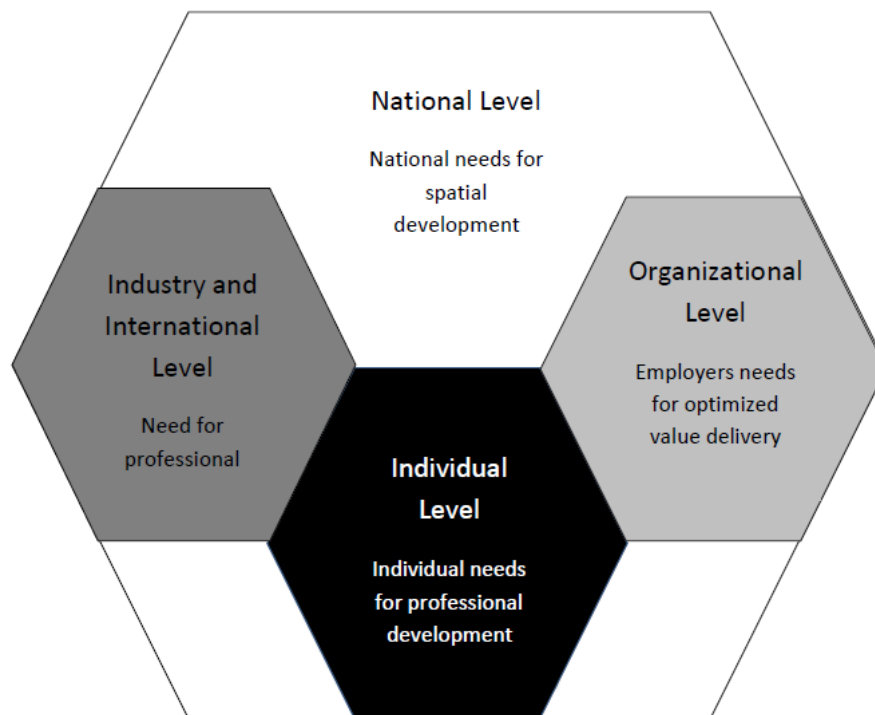 National Level
National needs for
spatial
development
Industry and
International
Level
Need for
professional
Organizational
Level
Employers needs
for optimized
value delivery
Individual
Level
Individual needs
for professional
development